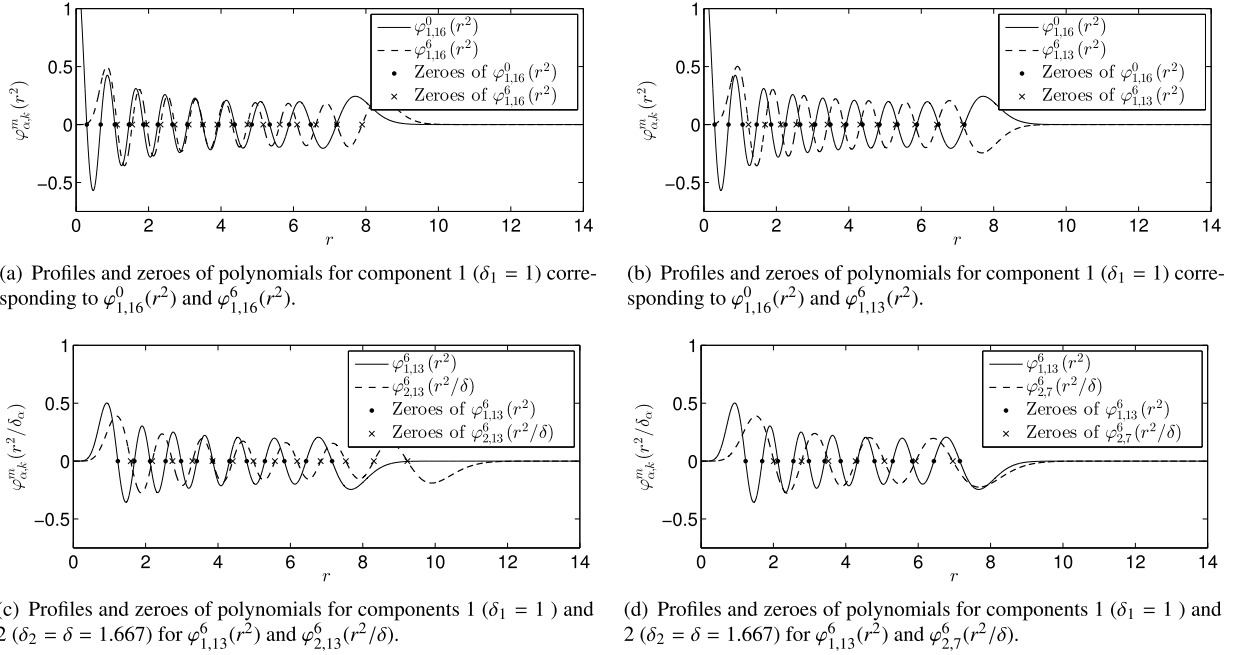 1
0.5
0
−0.5
0 2 4 6 8 10 12 14
r
φ^m_{α,k}(r²)
φ^0_{1,16}(r²)
φ^6_{1,16}(r²)
Zeroes of φ^0_{1,16}(r²)
Zeroes of φ^6_{1,16}(r²)
1
0.5
0
−0.5
0 2 4 6 8 10 12 14
r
φ^m_{α,k}(r²)
φ^0_{1,16}(r²)
φ^6_{1,13}(r²)
Zeroes of φ^0_{1,16}(r²)
Zeroes of φ^6_{1,13}(r²)
(a) Profiles and zeroes of polynomials for component 1 (δ₁ = 1) corre-
sponding to φ^0_{1,16}(r²) and φ^6_{1,16}(r²).
(b) Profiles and zeroes of polynomials for component 1 (δ₁ = 1) corre-
sponding to φ^0_{1,16}(r²) and φ^6_{1,13}(r²).
1
0.5
0
−0.5
0 2 4 6 8 10 12 14
r
φ^m_{α,k}(r²/δ_α)
φ^6_{1,13}(r²)
φ^6_{2,13}(r²/δ)
Zeroes of φ^6_{1,13}(r²)
Zeroes of φ^6_{2,13}(r²/δ)
1
0.5
0
−0.5
0 2 4 6 8 10 12 14
r
φ^m_{α,k}(r²/δ_α)
φ^6_{1,13}(r²)
φ^6_{2,7}(r²/δ)
Zeroes of φ^6_{1,13}(r²)
Zeroes of φ^6_{2,7}(r²/δ)
(c) Profiles and zeroes of polynomials for components 1 (δ₁ = 1 ) and
2 (δ₂ = δ = 1.667) for φ^6_{1,13}(r²) and φ^6_{2,13}(r²/δ).
(d) Profiles and zeroes of polynomials for components 1 (δ₁ = 1 ) and
2 (δ₂ = δ = 1.667) for φ^6_{1,13}(r²) and φ^6_{2,7}(r²/δ).